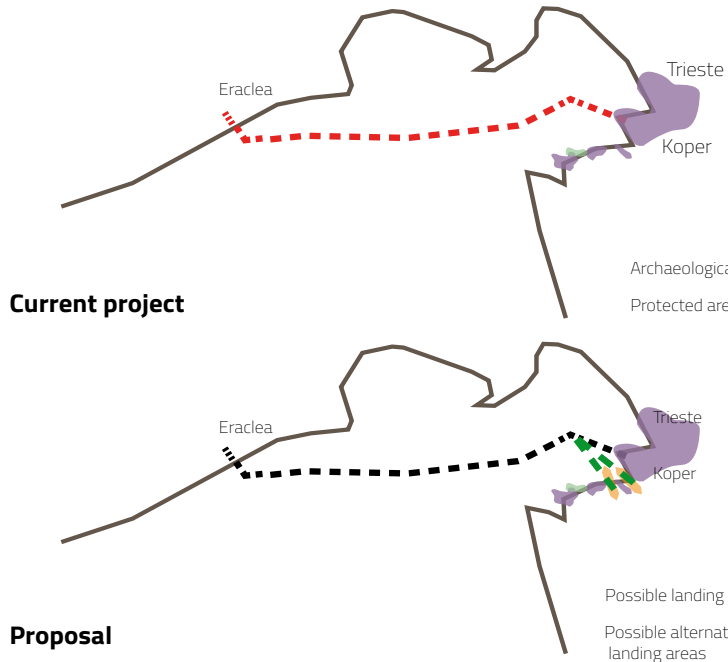 Eraclea
Trieste
Koper
Archaeologica
Protected are
Current project
Eraclea
Trieste
Koper
Possible landing
Possible alternat
landing areas
Proposal